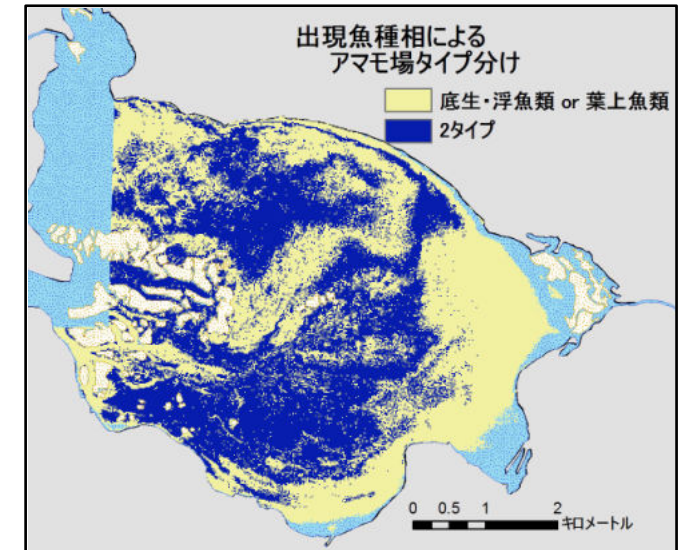 出現魚種相による
アマモ場タイプ分け
底生・浮魚類 or 葉上魚類
2タイプ
0 0.5 1 2
キロメートル